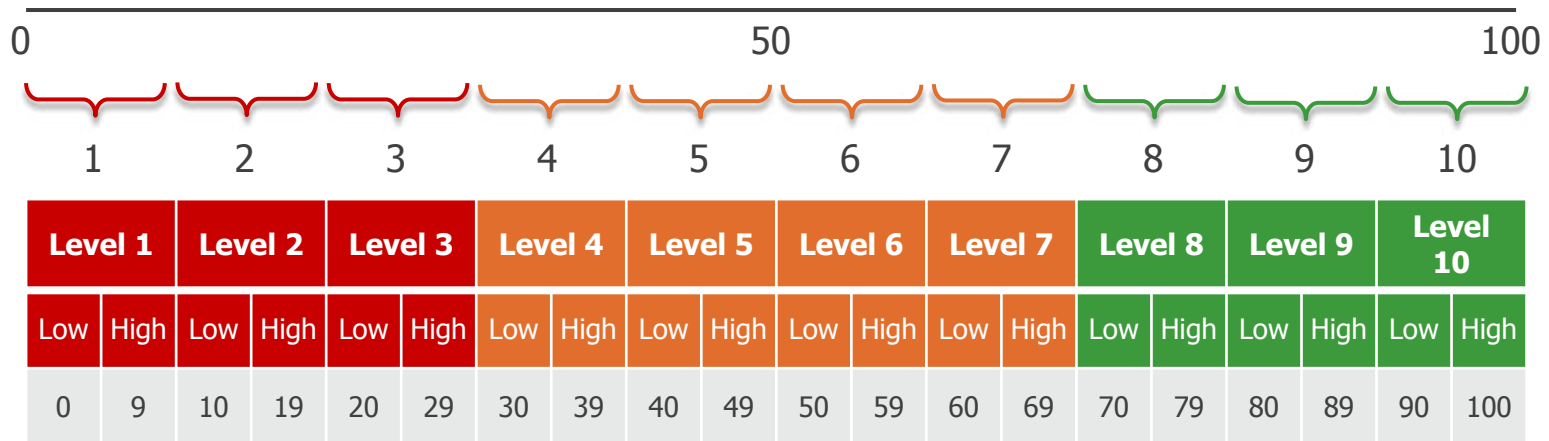 0 50 100
1 2 3 4 5 6 7 8 9 10
Level 1 Level 2 Level 3 Level 4 Level 5 Level 6 Level 7 Level 8 Level 9 Level
10
Low High Low High Low High Low High Low High Low High Low High Low High Low High Low High
0 9 10 19 20 29 30 39 40 49 50 59 60 69 70 79 80 89 90 100